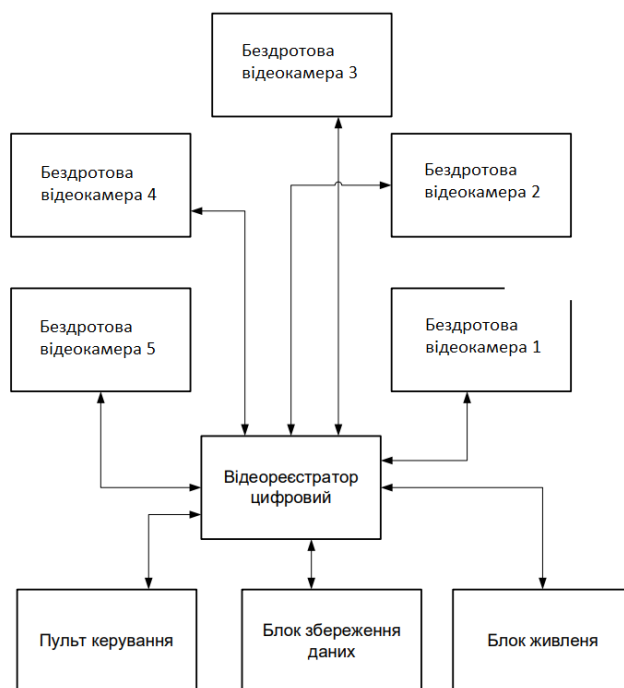 Бездротова
відеокамера 3
Бездротова
відеокамера 4
Бездротова
відеокамера 2
Бездротова
відеокамера 5
Бездротова
відеокамера 1
Відеореєстратор
цифровий
Пульт керування
Блок збереження
даних
Блок живленя